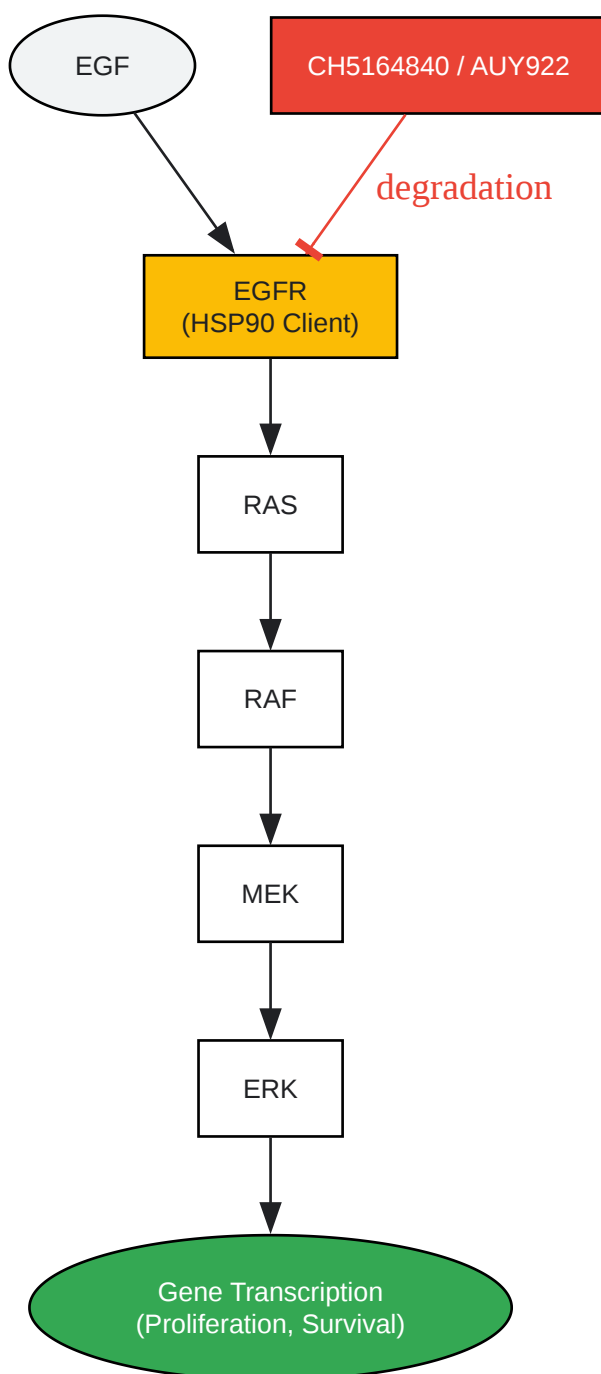 EGF
CH5164840 / AUY922
degradation
EGFR
(HSP90 Client)
RAS
RAF
MEK
ERK
Gene Transcription
(Proliferation, Survival)